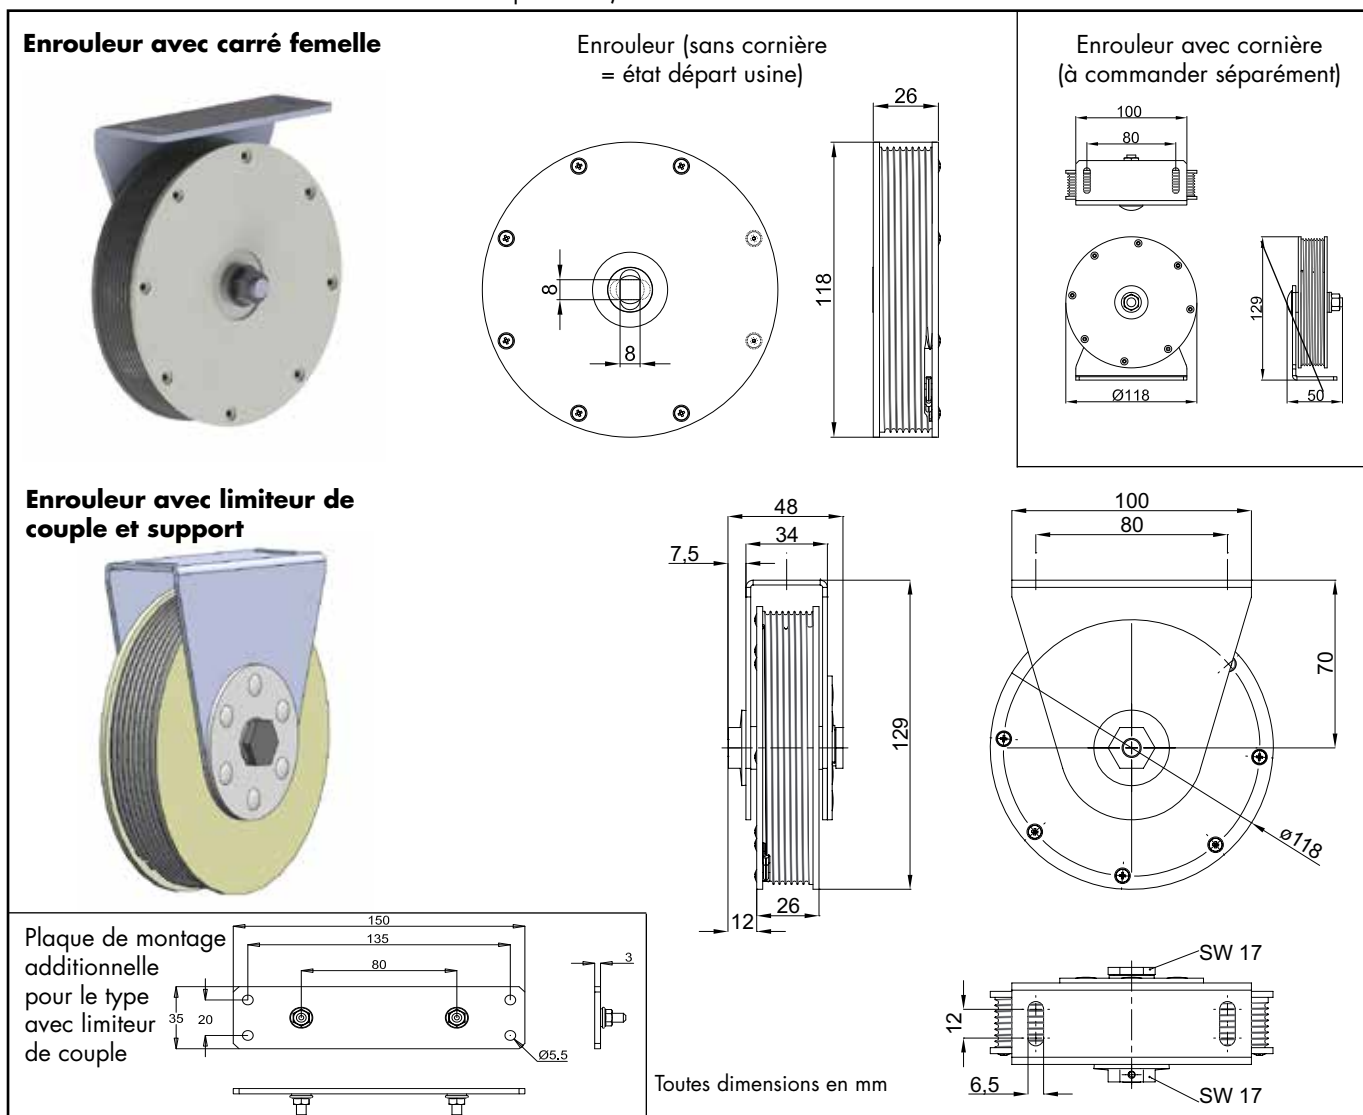 Enrouleur avec carré femelle
Enrouleur (sans cornière
= état départ usine)
26
118
8
8
Enrouleur avec cornière
(à commander séparément)
100
80
129
Ø118
50
Enrouleur avec limiteur de
couple et support
48
34
7,5
129
26
12
100
80
70
ø118
Plaque de montage
additionnelle
pour le type
avec limiteur
de couple
150
135
80
35
20
Ø5.5
3
Toutes dimensions en mm
SW 17
12
6,5
SW 17